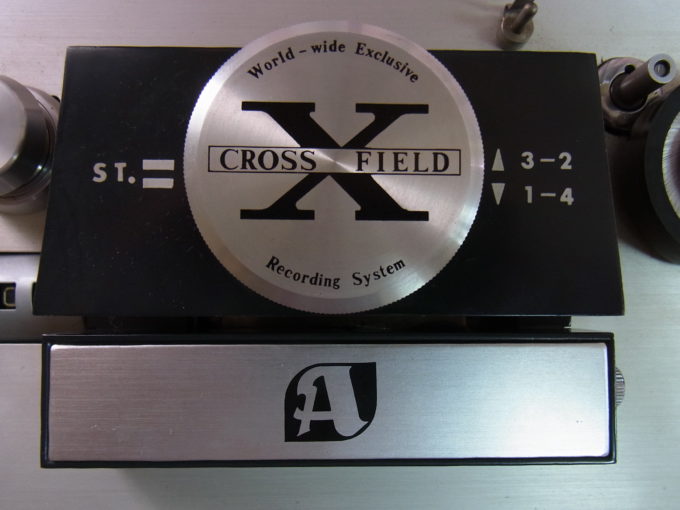 World-wide Exclusive
X
CROSS FIELD
Recording System
ST.
3-2
1-4
A